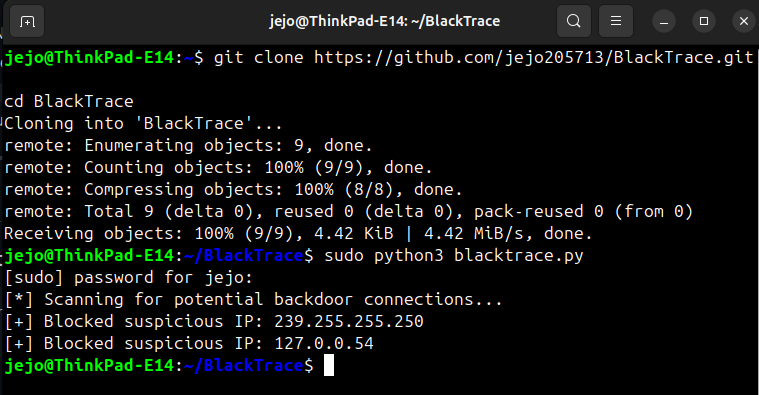 jejo@ThinkPad-E14: ~/BlackTrace
jejo@ThinkPad-E14:~$ git clone https://github.com/jejo205713/BlackTrace.git
cd BlackTrace
Cloning into 'BlackTrace'...
remote: Enumerating objects: 9, done.
remote: Counting objects: 100% (9/9), done.
remote: Compressing objects: 100% (8/8), done.
remote: Total 9 (delta 0), reused 0 (delta 0), pack-reused 0 (from 0)
Receiving objects: 100% (9/9), 4.42 KiB | 4.42 MiB/s, done.
jejo@ThinkPad-E14:~/BlackTrace$ sudo python3 blacktrace.py
[sudo] password for jejo:
[*] Scanning for potential backdoor connections...
[+] Blocked suspicious IP: 239.255.255.250
[+] Blocked suspicious IP: 127.0.0.54
jejo@ThinkPad-E14:~/BlackTrace$